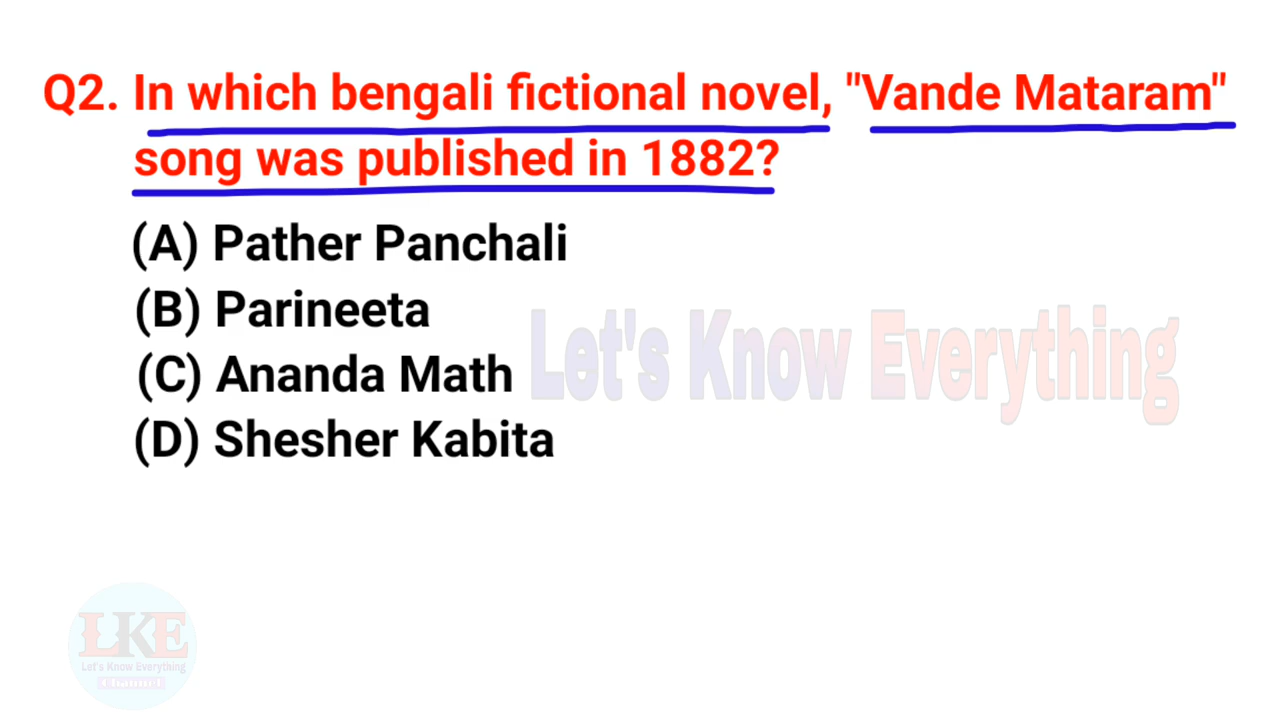 Q2. In which bengali fictional novel, "Vande Mataram"
song was published in 1882?
(A) Pather Panchali
(B) Parineeta
(C) Ananda Math
(D) Shesher Kabita
Let's Know Everything
LKE
Let's Know Everything
Channel